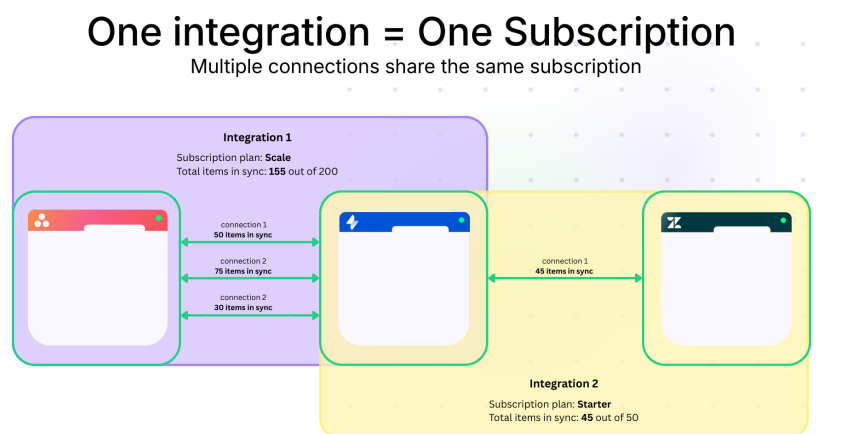 One integration = One Subscription
Multiple connections share the same subscription
Integration 1
Subscription plan: Scale
Total items in sync: 155 out of 200
connection 1
50 items in sync
connection 2
75 items in sync
connection 2
30 items in sync
connection 1
45 items in sync
Integration 2
Subscription plan: Starter
Total items in sync: 45 out of 50